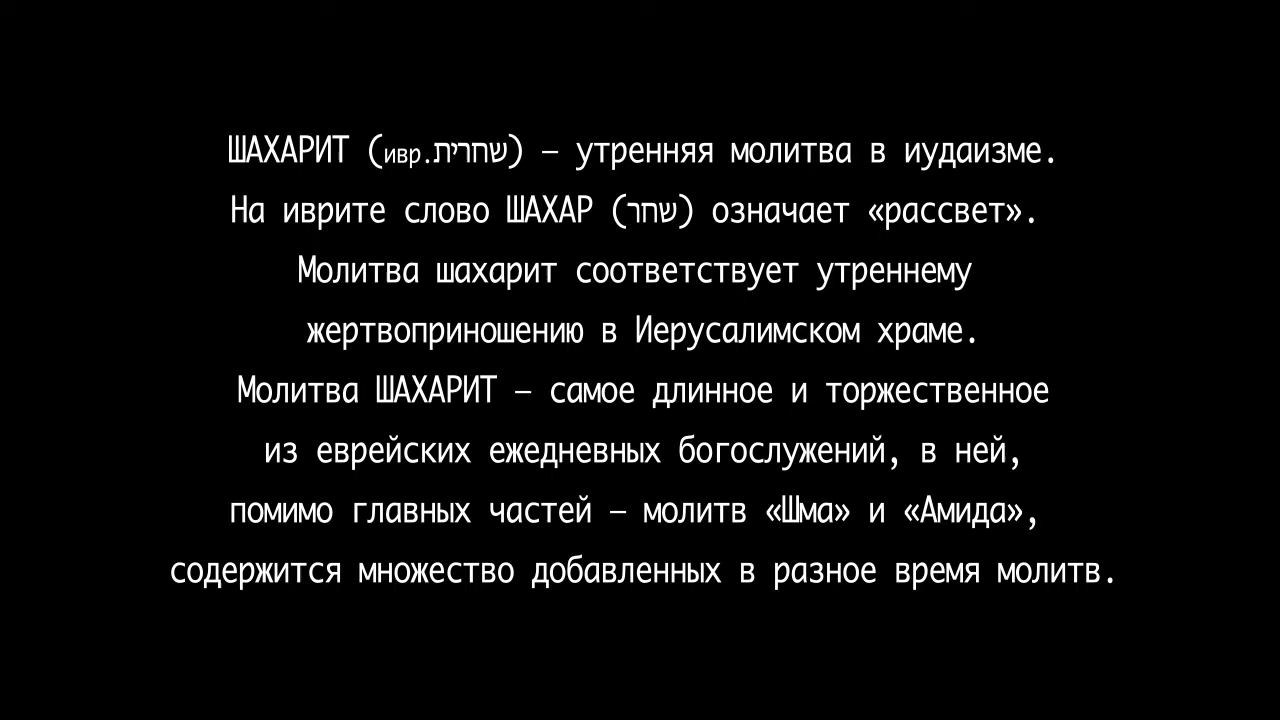 ШАХАРИТ (ивр.שחרית) – утренняя молитва в иудаизме.
На иврите слово ШАХАР (שחר) означает «рассвет».
Молитва шахарит соответствует утреннему
жертвоприношению в Иерусалимском храме.
Молитва ШАХАРИТ – самое длинное и торжественное
из еврейских ежедневных богослужений, в ней,
помимо главных частей – молитв «Шма» и «Амида»,
содержится множество добавленных в разное время молитв.